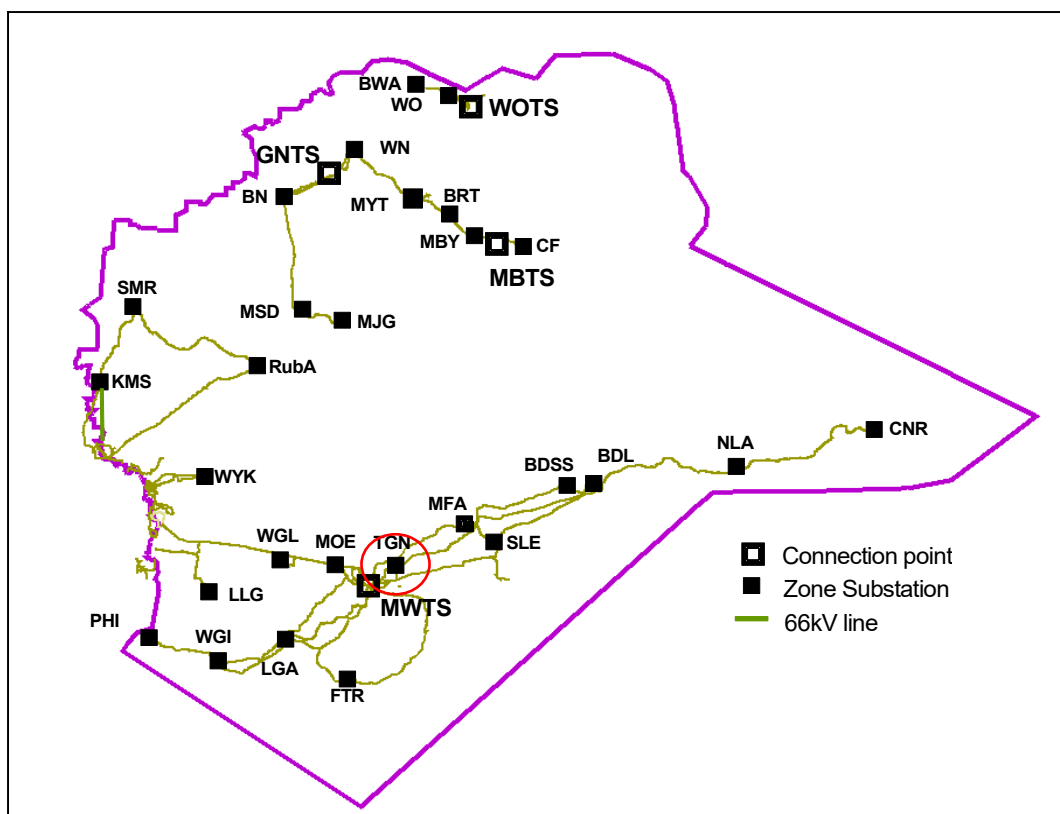 BWA
WO
WOTS
GNTS
WN
BN
MYT
BRT
MBY
CF
MBTS
SMR
MSD
MJG
RubA
KMS
CNR
NLA
BDL
BDSS
WYK
MFA
WGL
MOE
TGN
SLE
Connection point
LLG
MWTS
Zone Substation
PHI
WGI
66kV line
LGA
FTR